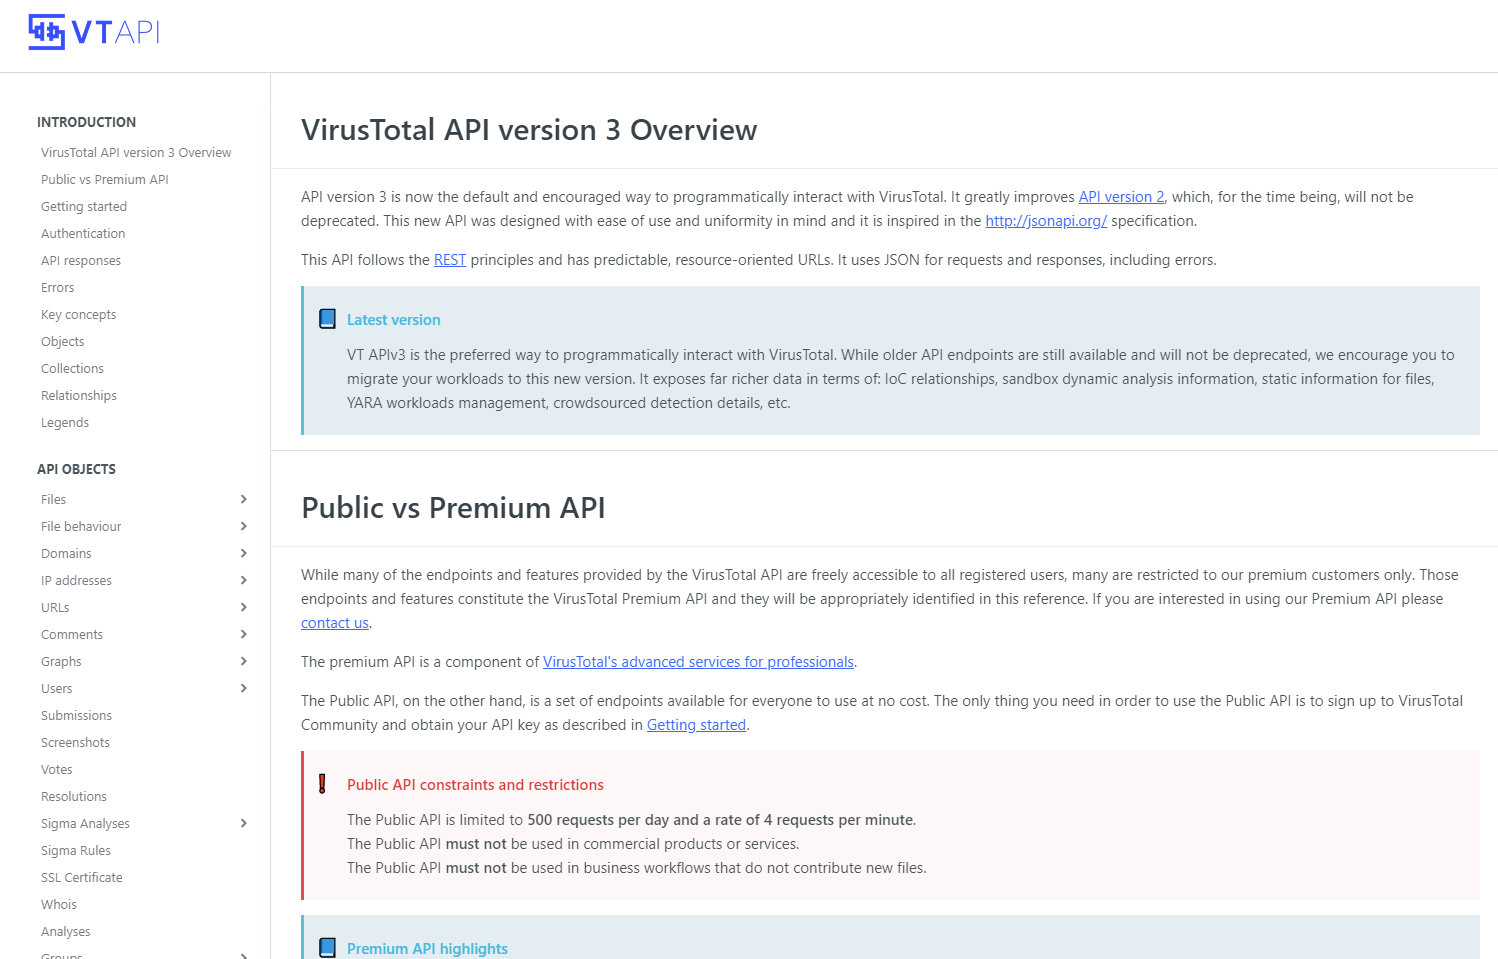 VTAPI
INTRODUCTION
VirusTotal API version 3 Overview
Public vs Premium API
Getting started
Authentication
API responses
Errors
Key concepts
Objects
Collections
Relationships
Legends
API OBJECTS
Files
File behaviour
Domains
IP addresses
URLs
Comments
Graphs
Users
Submissions
Screenshots
Votes
Resolutions
Sigma Analyses
Sigma Rules
SSL Certificate
Whois
Analyses
Groups
VirusTotal API version 3 Overview
API version 3 is now the default and encouraged way to programmatically interact with VirusTotal. It greatly improves API version 2, which, for the time being, will not be
deprecated. This new API was designed with ease of use and uniformity in mind and it is inspired in the http://jsonapi.org/ specification.
This API follows the REST principles and has predictable, resource-oriented URLs. It uses JSON for requests and responses, including errors.
Latest version
VT APIv3 is the preferred way to programmatically interact with VirusTotal. While older API endpoints are still available and will not be deprecated, we encourage you to
migrate your workloads to this new version. It exposes far richer data in terms of: IoC relationships, sandbox dynamic analysis information, static information for files,
YARA workloads management, crowdsourced detection details, etc.
Public vs Premium API
While many of the endpoints and features provided by the VirusTotal API are freely accessible to all registered users, many are restricted to our premium customers only. Those
endpoints and features constitute the VirusTotal Premium API and they will be appropriately identified in this reference. If you are interested in using our Premium API please
contact us.
The premium API is a component of VirusTotal's advanced services for professionals.
The Public API, on the other hand, is a set of endpoints available for everyone to use at no cost. The only thing you need in order to use the Public API is to sign up to VirusTotal
Community and obtain your API key as described in Getting started.
Public API constraints and restrictions
The Public API is limited to 500 requests per day and a rate of 4 requests per minute.
The Public API must not be used in commercial products or services.
The Public API must not be used in business workflows that do not contribute new files.
Premium API highlights